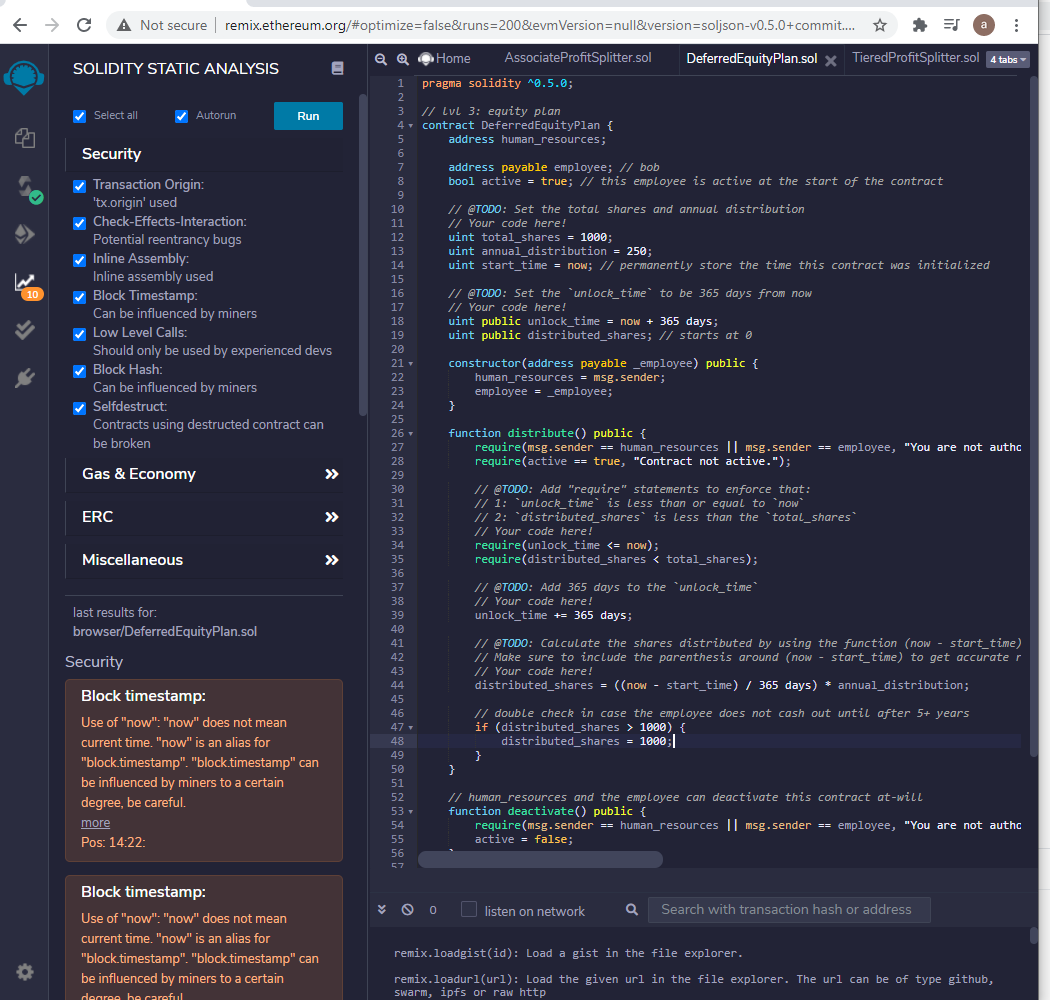 Not secure
remix.ethereum.org/#optimize=false&runs=200&evmVersion=null&version=soljson-v0.5.0+commit....
a
SOLIDITY STATIC ANALYSIS
Select all
Autorun
Run
Security
Transaction Origin:
'tx.origin' used
Check-Effects-Interaction:
Potential reentrancy bugs
Inline Assembly:
Inline assembly used
Block Timestamp:
Can be influenced by miners
Low Level Calls:
Should only be used by experienced devs
Block Hash:
Can be influenced by miners
Selfdestruct:
Contracts using destructed contract can
be broken
Gas & Economy
ERC
Miscellaneous
last results for:
browser/DeferredEquityPlan.sol
Security
Block timestamp:
Use of "now": "now" does not mean
current time. "now" is an alias for
"block.timestamp". "block.timestamp" can
be influenced by miners to a certain
degree, be careful.
more
Pos: 14:22:
Block timestamp:
Use of "now": "now" does not mean
current time. "now" is an alias for
"block.timestamp". "block.timestamp" can
be influenced by miners to a certain
degree, be careful.
10
Home
AssociateProfitSplitter.sol
DeferredEquityPlan.sol
TieredProfitSplitter.sol
4 tabs
1 pragma solidity ^0.5.0;
2
3 // lvl 3: equity plan
4 contract DeferredEquityPlan {
5 address human_resources;
6
7 address payable employee; // bob
8 bool active = true; // this employee is active at the start of the contract
9
10 // @TODO: Set the total shares and annual distribution
11 // Your code here!
12 uint total_shares = 1000;
13 uint annual_distribution = 250;
14 uint start_time = now; // permanently store the time this contract was initialized
15
16 // @TODO: Set the `unlock_time` to be 365 days from now
17 // Your code here!
18 uint public unlock_time = now + 365 days;
19 uint public distributed_shares; // starts at 0
20
21 constructor(address payable _employee) public {
22 human_resources = msg.sender;
23 employee = _employee;
24 }
25
26 function distribute() public {
27 require(msg.sender == human_resources || msg.sender == employee, "You are not autho
28 require(active == true, "Contract not active.");
29
30 // @TODO: Add "require" statements to enforce that:
31 // 1: `unlock_time` is less than or equal to `now`
32 // 2: `distributed_shares` is less than the `total_shares`
33 // Your code here!
34 require(unlock_time <= now);
35 require(distributed_shares < total_shares);
36
37 // @TODO: Add 365 days to the `unlock_time`
38 // Your code here!
39 unlock_time += 365 days;
40
41 // @TODO: Calculate the shares distributed by using the function (now - start_time)
42 // Make sure to include the parenthesis around (now - start_time) to get accurate r
43 // Your code here!
44 distributed_shares = ((now - start_time) / 365 days) * annual_distribution;
45
46 // double check in case the employee does not cash out until after 5+ years
47 if (distributed_shares > 1000) {
48 distributed_shares = 1000;
49 }
50 }
51
52 // human_resources and the employee can deactivate this contract at-will
53 function deactivate() public {
54 require(msg.sender == human_resources || msg.sender == employee, "You are not autho
55 active = false;
56 }
57
0
listen on network
Search with transaction hash or address
remix.loadgist(id): Load a gist in the file explorer.
remix.loadurl(url): Load the given url in the file explorer. The url can be of type github,
swarm, ipfs or raw http